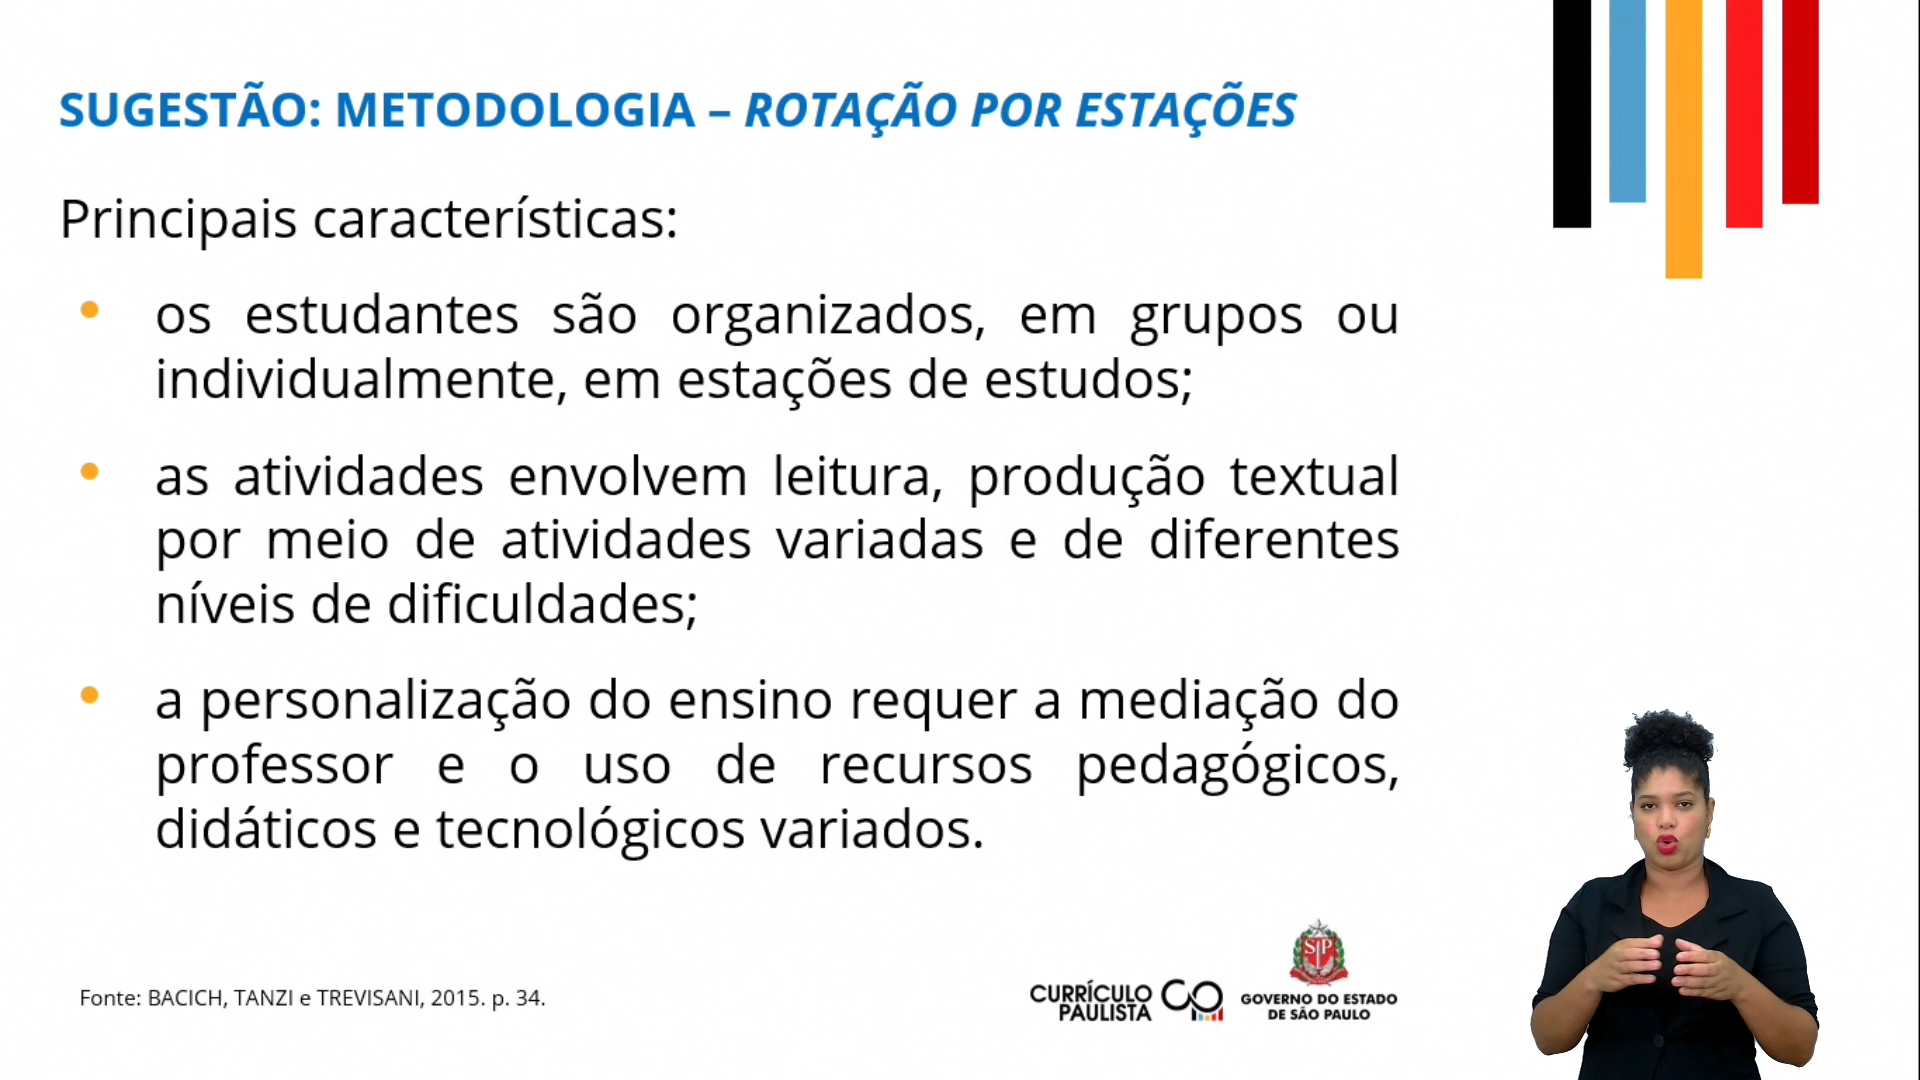 SUGESTÃO: METODOLOGIA – ROTAÇÃO POR ESTAÇÕES
Principais características:
• os estudantes são organizados, em grupos ou
individualmente, em estações de estudos;
• as atividades envolvem leitura, produção textual
por meio de atividades variadas e de diferentes
níveis de dificuldades;
• a personalização do ensino requer a mediação do
professor e o uso de recursos pedagógicos,
didáticos e tecnológicos variados.
Fonte: BACICH, TANZI e TREVISANI, 2015. p. 34.
CURRÍCULO
PAULISTA
SP
GOVERNO DO ESTADO
DE SÃO PAULO